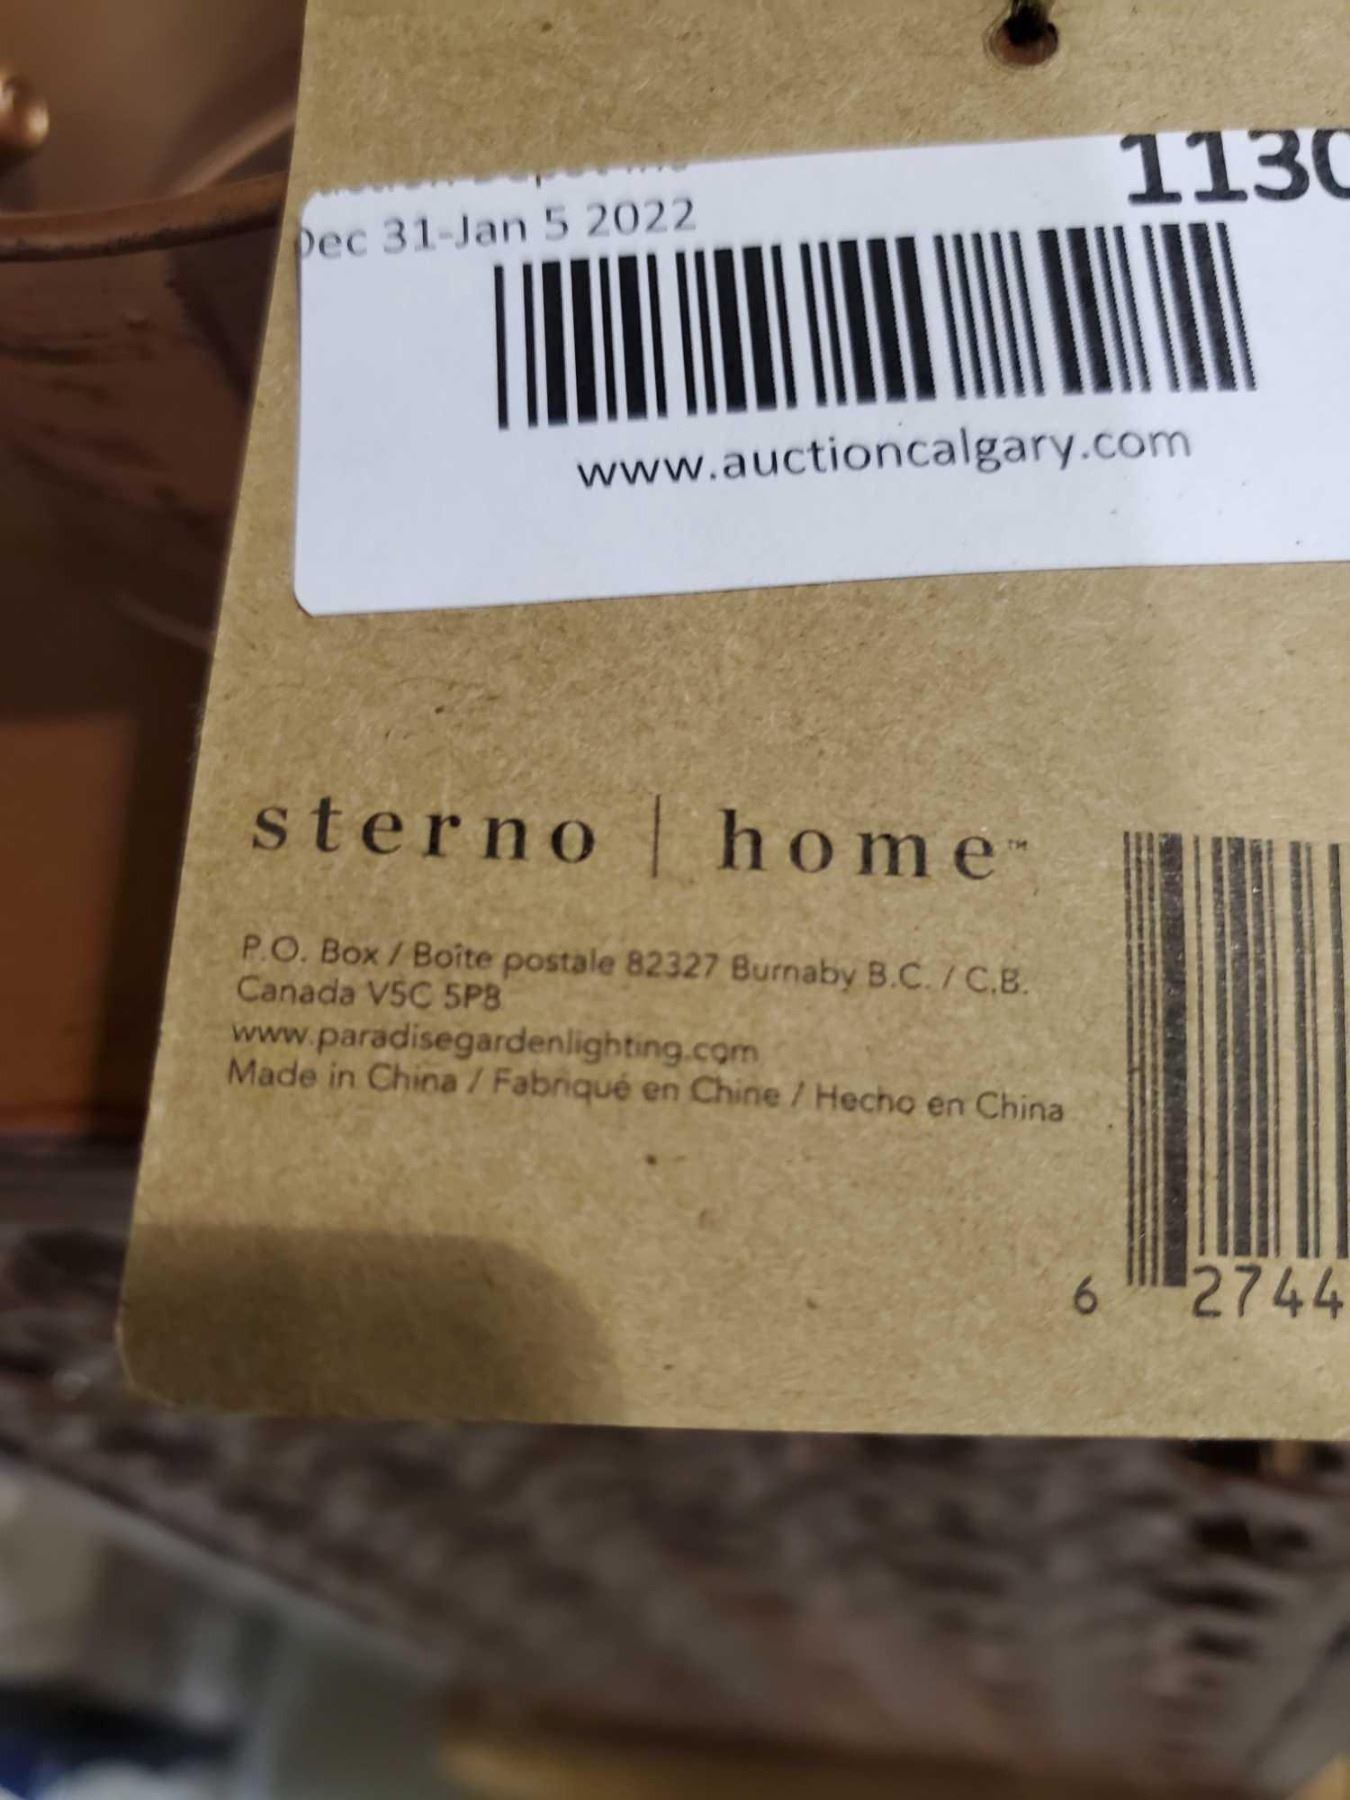 1130
Dec 31-Jan 5 2022
www.auctioncalgary.com
sterno | home™
P.O. Box / Boîte postale 82327 Burnaby B.C. / C.B.
Canada V5C 5P8
www.paradisegardenlighting.com
Made in China / Fabriqué en Chine / Hecho en China
6 2744